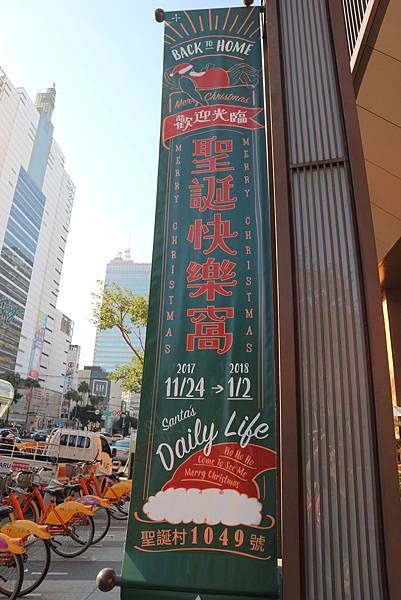 BACK TO HOME
Merry Christmas
歡迎光臨
聖誕快樂窩
MERRY CHRISTMAS
MERRY CHRISTMAS
2017 2018
11/24 → 1/2
Santa's
Daily Life
Ho Ho Ho
Come To See Me
Merry Christmas
聖誕村1049號
GAP